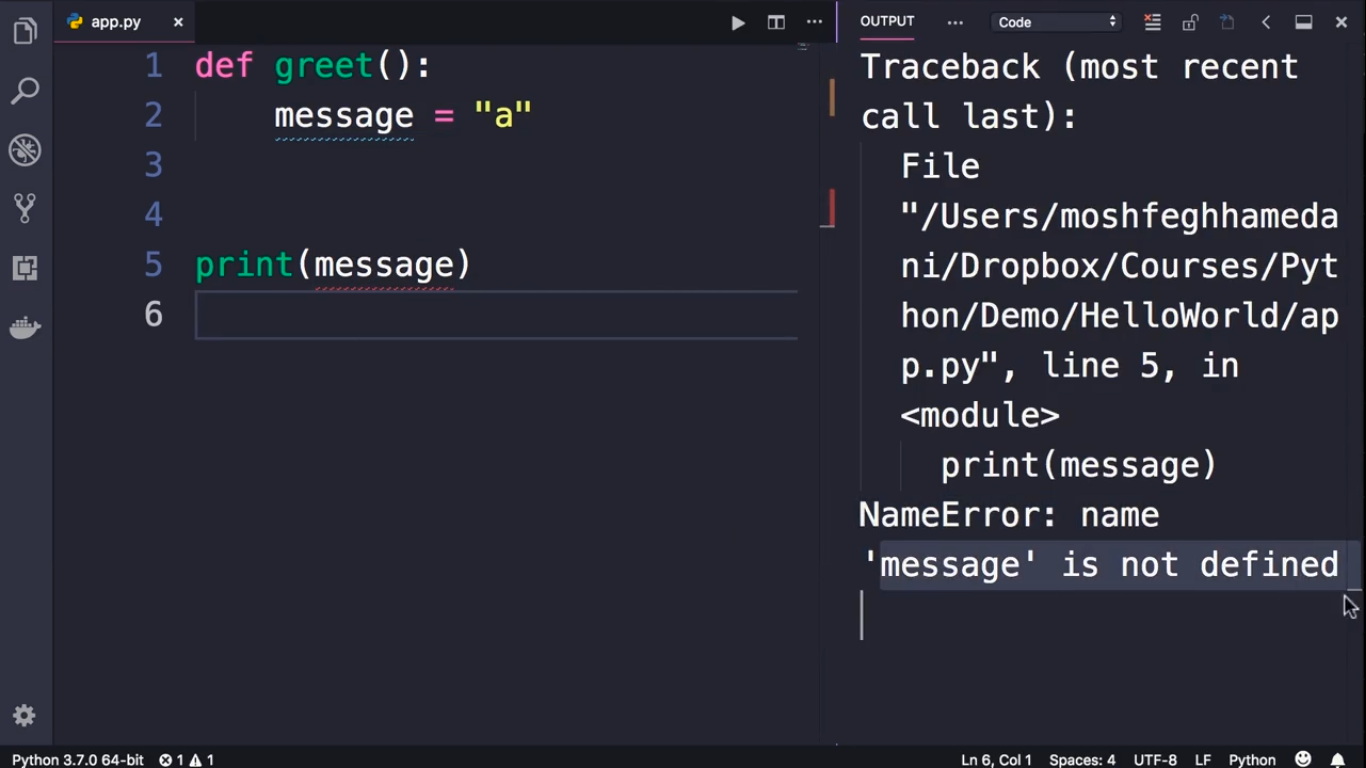 app.py
OUTPUT
Code
1 def greet():
2     message = "a"
3
4
5 print(message)
6
Traceback (most recent
call last):
File
"/Users/moshfeghhameda
ni/Dropbox/Courses/Pyt
hon/Demo/HelloWorld/ap
p.py", line 5, in
<module>
print(message)
NameError: name
'message' is not defined
Python 3.7.0 64-bit 1 1 Ln 6, Col 1 Spaces: 4 UTF-8 LF Python